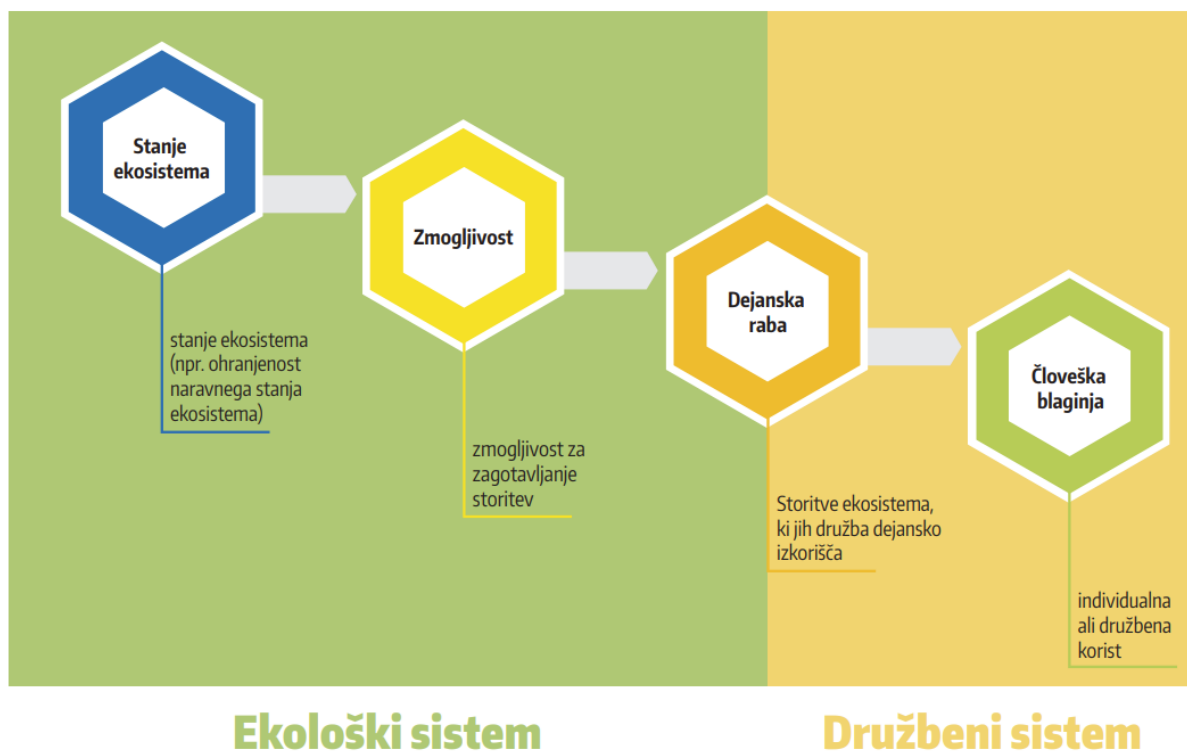 Stanje
ekosistema
stanje ekosistema
(npr. ohranjenost
naravnega stanja
ekosistema)
Zmogljivost
zmogljivost za
zagotavljanje
storitev
Dejanska
raba
Storitve ekosistema,
ki jih družba dejansko
izkorišča
Človeška
blaginja
individualna
ali družbena
korist
Ekološki sistem
Družbeni sistem